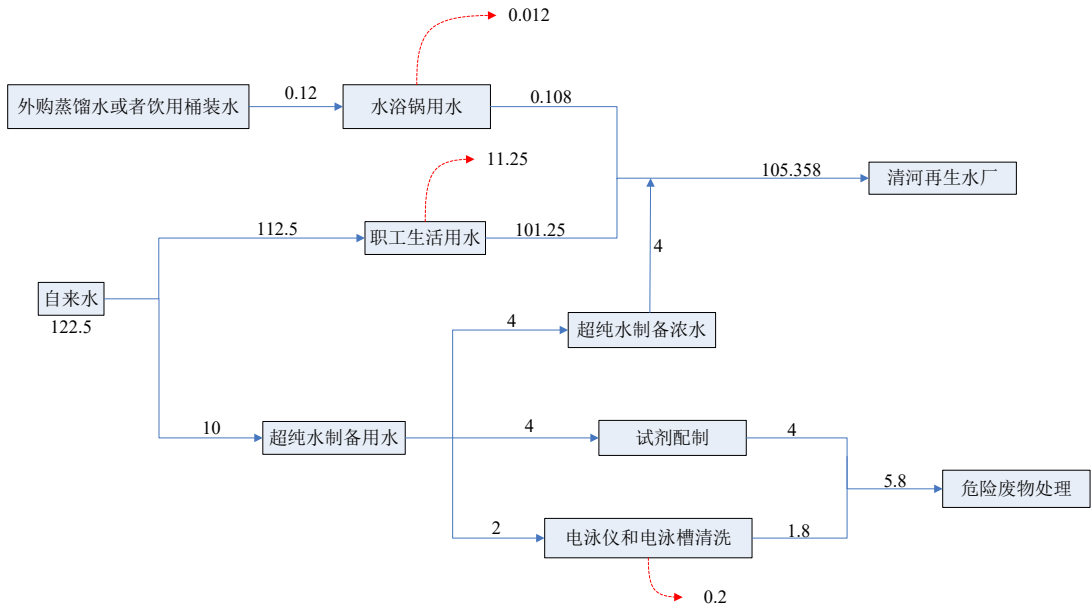 0.012
外购蒸馏水或者饮用桶装水
0.12
水浴锅用水
0.108
11.25
105.358
清河再生水厂
112.5
职工生活用水
101.25
4
自来水
122.5
4
超纯水制备浓水
10
超纯水制备用水
4
试剂配制
4
5.8
危险废物处理
2
电泳仪和电泳槽清洗
1.8
0.2